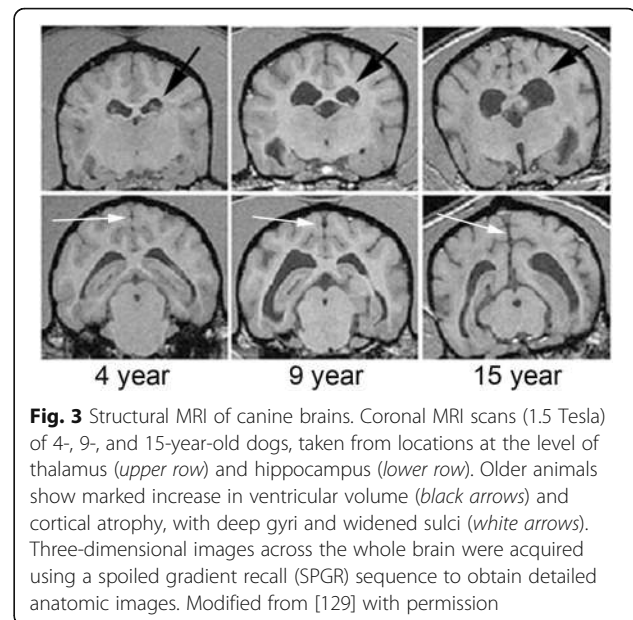 4 year 9 year 15 year
Fig. 3 Structural MRI of canine brains. Coronal MRI scans (1.5 Tesla)
of 4-, 9-, and 15-year-old dogs, taken from locations at the level of
thalamus (upper row) and hippocampus (lower row). Older animals
show marked increase in ventricular volume (black arrows) and
cortical atrophy, with deep gyri and widened sulci (white arrows).
Three-dimensional images across the whole brain were acquired
using a spoiled gradient recall (SPGR) sequence to obtain detailed
anatomic images. Modified from [129] with permission